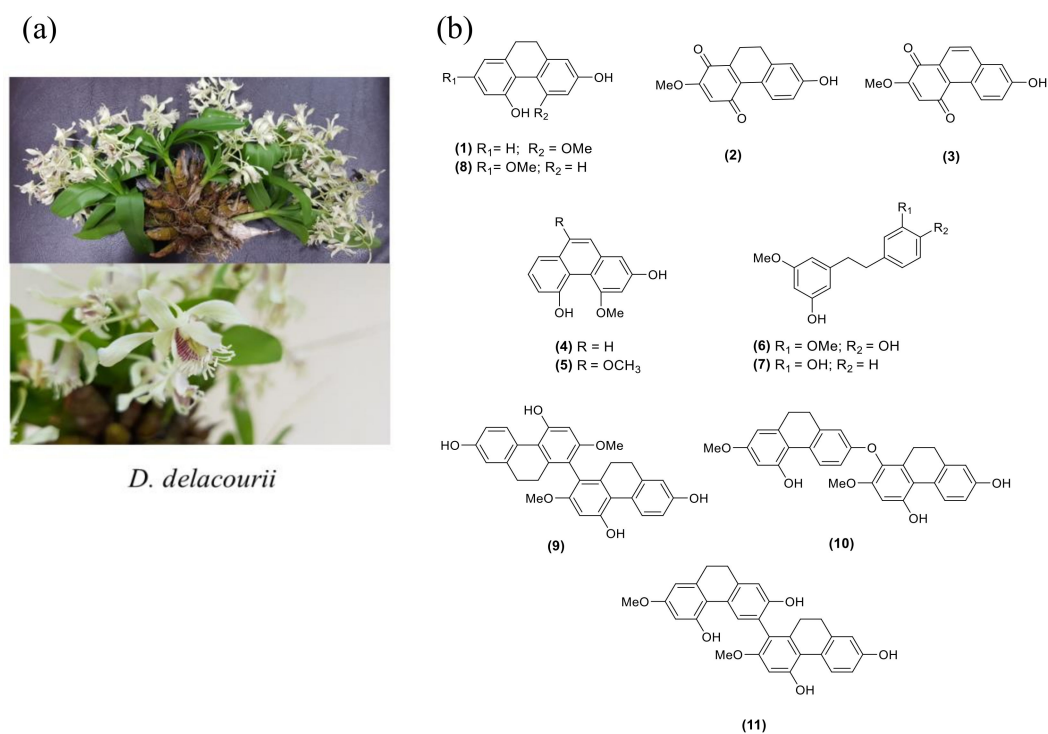 (a)
(b)
R₁
OH
OH
R₂
(1) R₁= H; R₂ = OMe
(8) R₁= OMe; R₂ = H
O
MeO
O
OH
(2)
O
MeO
O
OH
(3)
R
OH
OH
OMe
(4) R = H
(5) R = OCH₃
R₁
R₂
MeO
OH
(6) R₁ = OMe; R₂ = OH
(7) R₁ = OH; R₂ = H
D. delacourii
HO
HO
OMe
MeO
OH
OH
(9)
MeO
O
OH
MeO
OH
OH
(10)
MeO
OH
OH
MeO
OH
OH
(11)